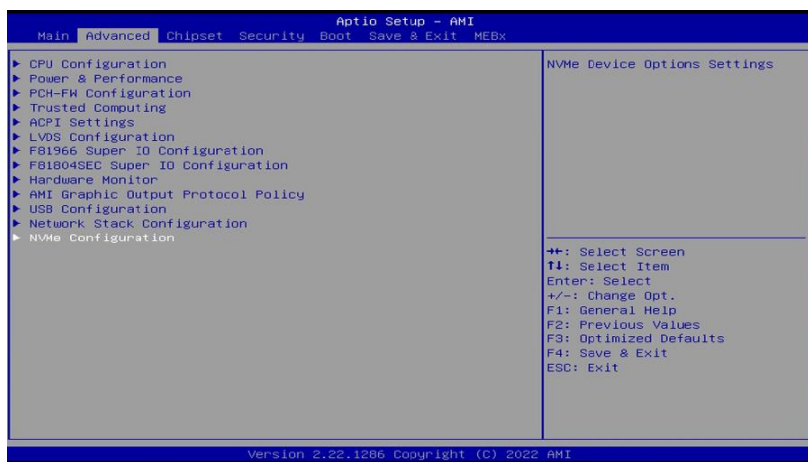 Aptio Setup - AMI
Main Advanced Chipset Security Boot Save & Exit MEBx
► CPU Configuration
► Power & Performance
► PCH-FW Configuration
► Trusted Computing
► ACPI Settings
► LVDS Configuration
► F81966 Super IO Configuration
► F81804SEC Super IO Configuration
► Hardware Monitor
► AMI Graphic Output Protocol Policy
► USB Configuration
► Network Stack Configuration
► NVMe Configuration
NVMe Device Options Settings
→←: Select Screen
↑↓: Select Item
Enter: Select
+/-: Change Opt.
F1: General Help
F2: Previous Values
F3: Optimized Defaults
F4: Save & Exit
ESC: Exit
Version 2.22.1286 Copyright (C) 2022 AMI